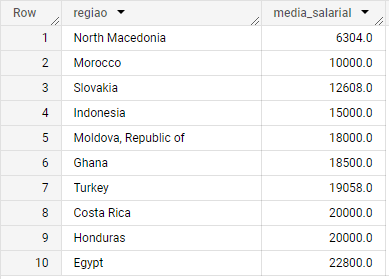 Row regiao media_salarial
1 North Macedonia 6304.0
2 Morocco 10000.0
3 Slovakia 12608.0
4 Indonesia 15000.0
5 Moldova, Republic of 18000.0
6 Ghana 18500.0
7 Turkey 19058.0
8 Costa Rica 20000.0
9 Honduras 20000.0
10 Egypt 22800.0